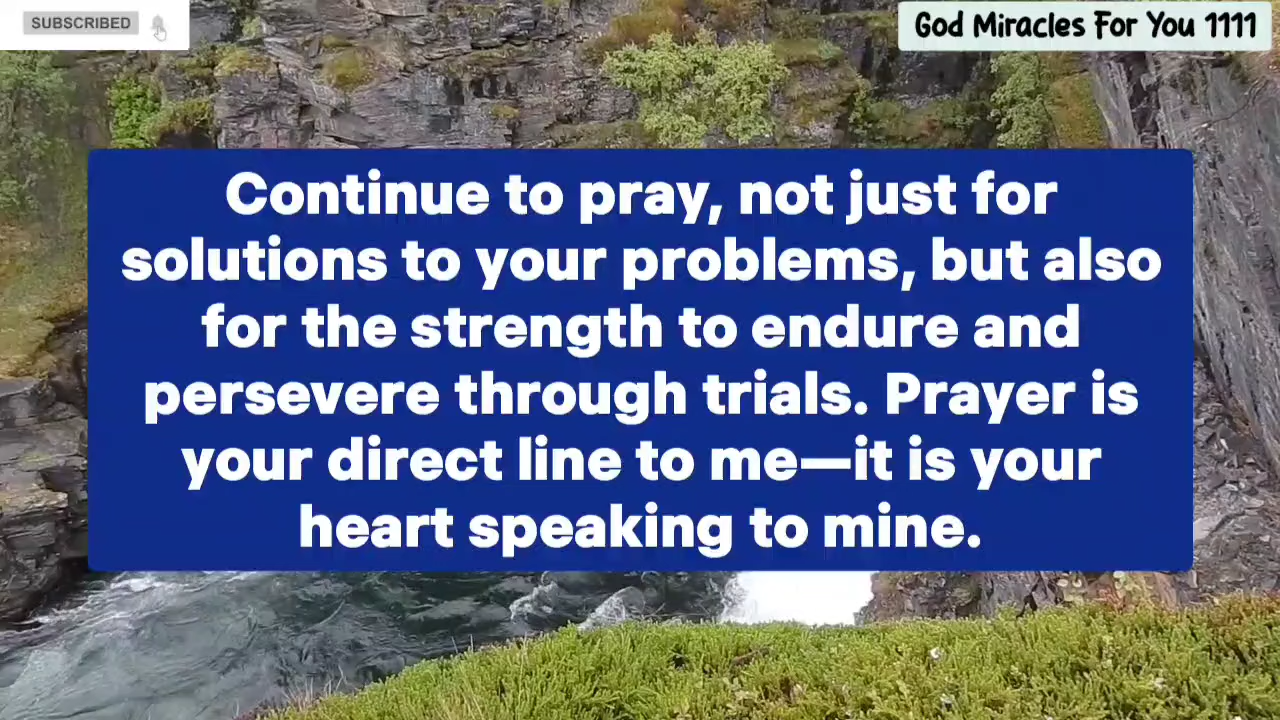 SUBSCRIBED
God Miracles For You 1111
Continue to pray, not just for
solutions to your problems, but also
for the strength to endure and
persevere through trials. Prayer is
your direct line to me—it is your
heart speaking to mine.